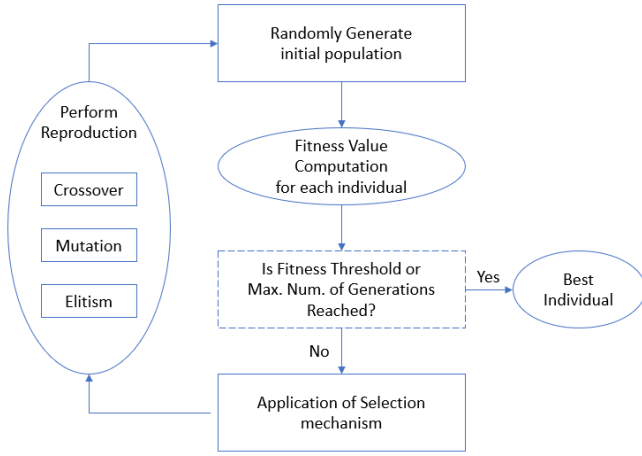 Randomly Generate
initial population
Perform
Reproduction
Crossover
Mutation
Elitism
Fitness Value
Computation
for each individual
Is Fitness Threshold or
Max. Num. of Generations
Reached?
Yes
Best
Individual
No
Application of Selection
mechanism